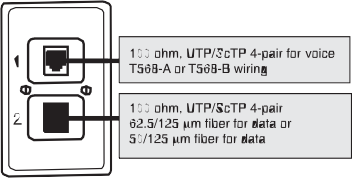 1
100 ohm, UTP/ScTP 4-pair for voice
T568-A or T568-B wiring
2
100 ohm, UTP/ScTP 4-pair
62.5/125 µm fiber for data or
50/125 µm fiber for data